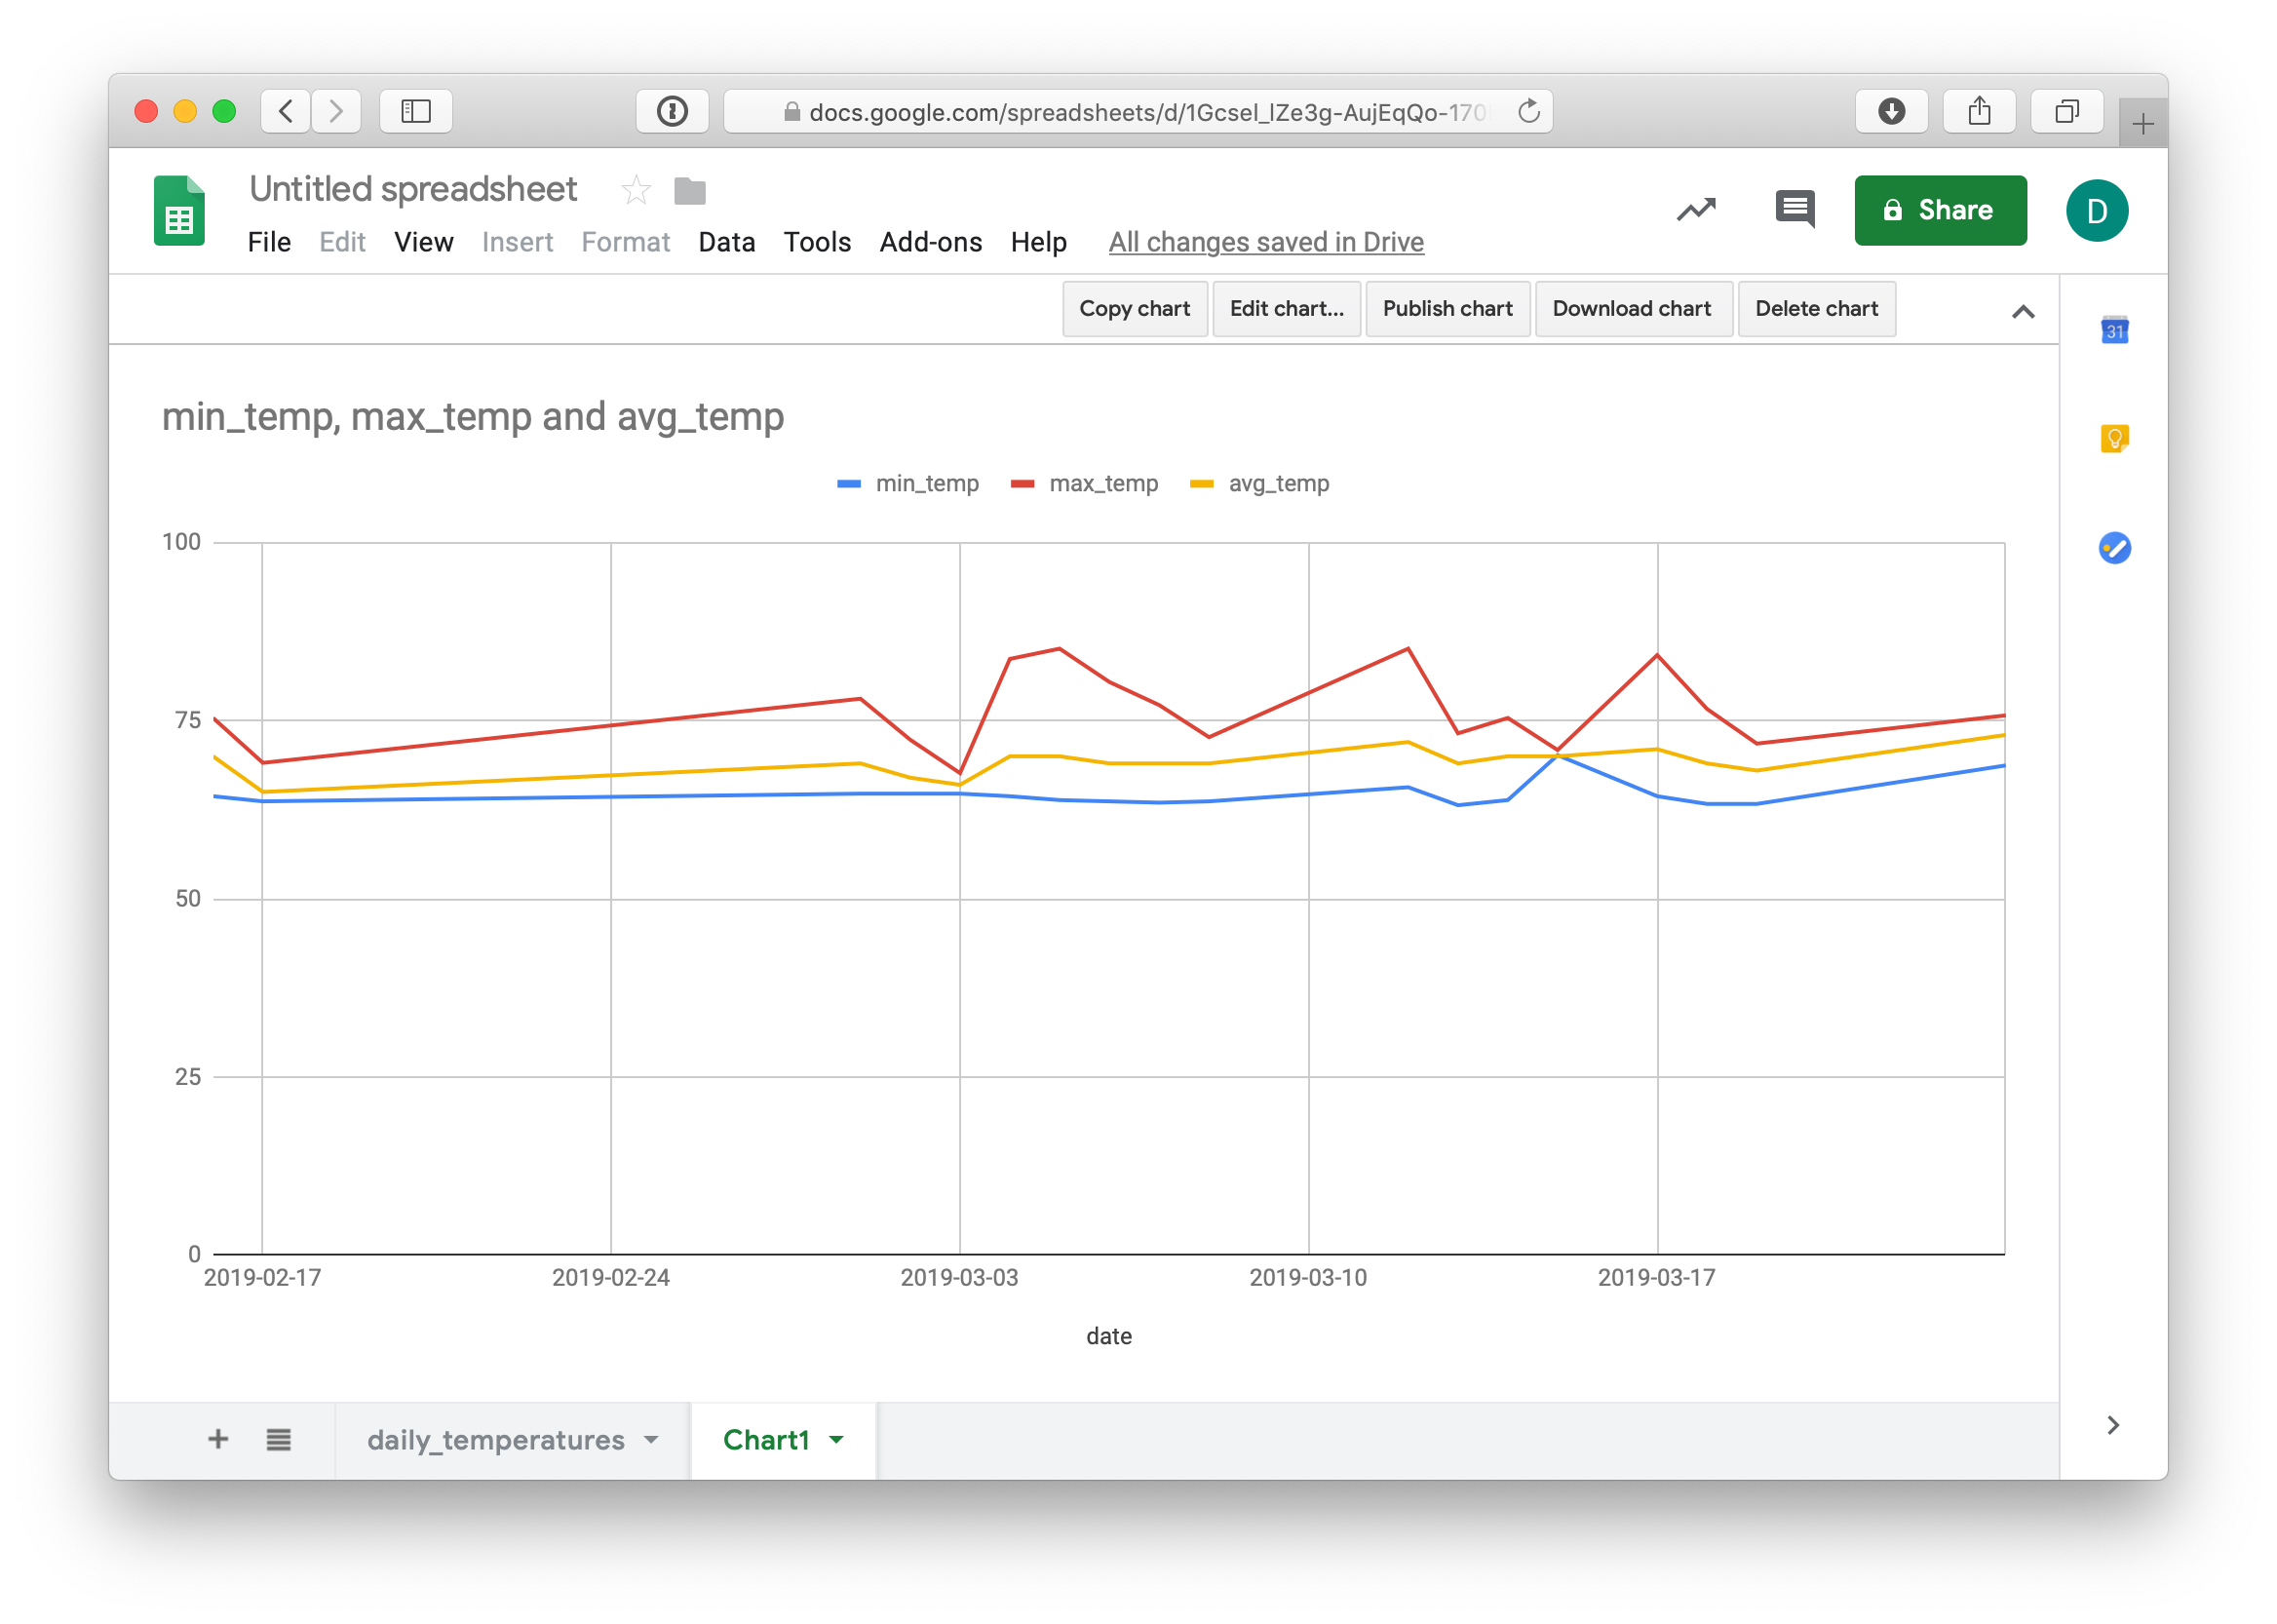 docs.google.com/spreadsheets/d/1Gcsel_lZe3g-AujEqQo-170
Untitled spreadsheet
File Edit View Insert Format Data Tools Add-ons Help All changes saved in Drive
Share
D
Copy chart Edit chart... Publish chart Download chart Delete chart
31
min_temp, max_temp and avg_temp
min_temp max_temp avg_temp
100
75
50
25
0
2019-02-17 2019-02-24 2019-03-03 2019-03-10 2019-03-17
date
daily_temperatures Chart1